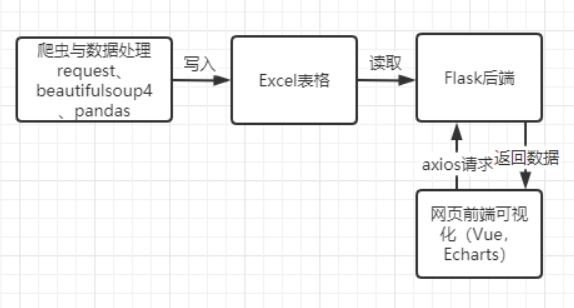 爬虫与数据处理
request、
beautifulsoup4
、pandas
写入
Excel表格
读取
Flask后端
axios请求
返回数据
网页前端可视
化（Vue，
Echarts）